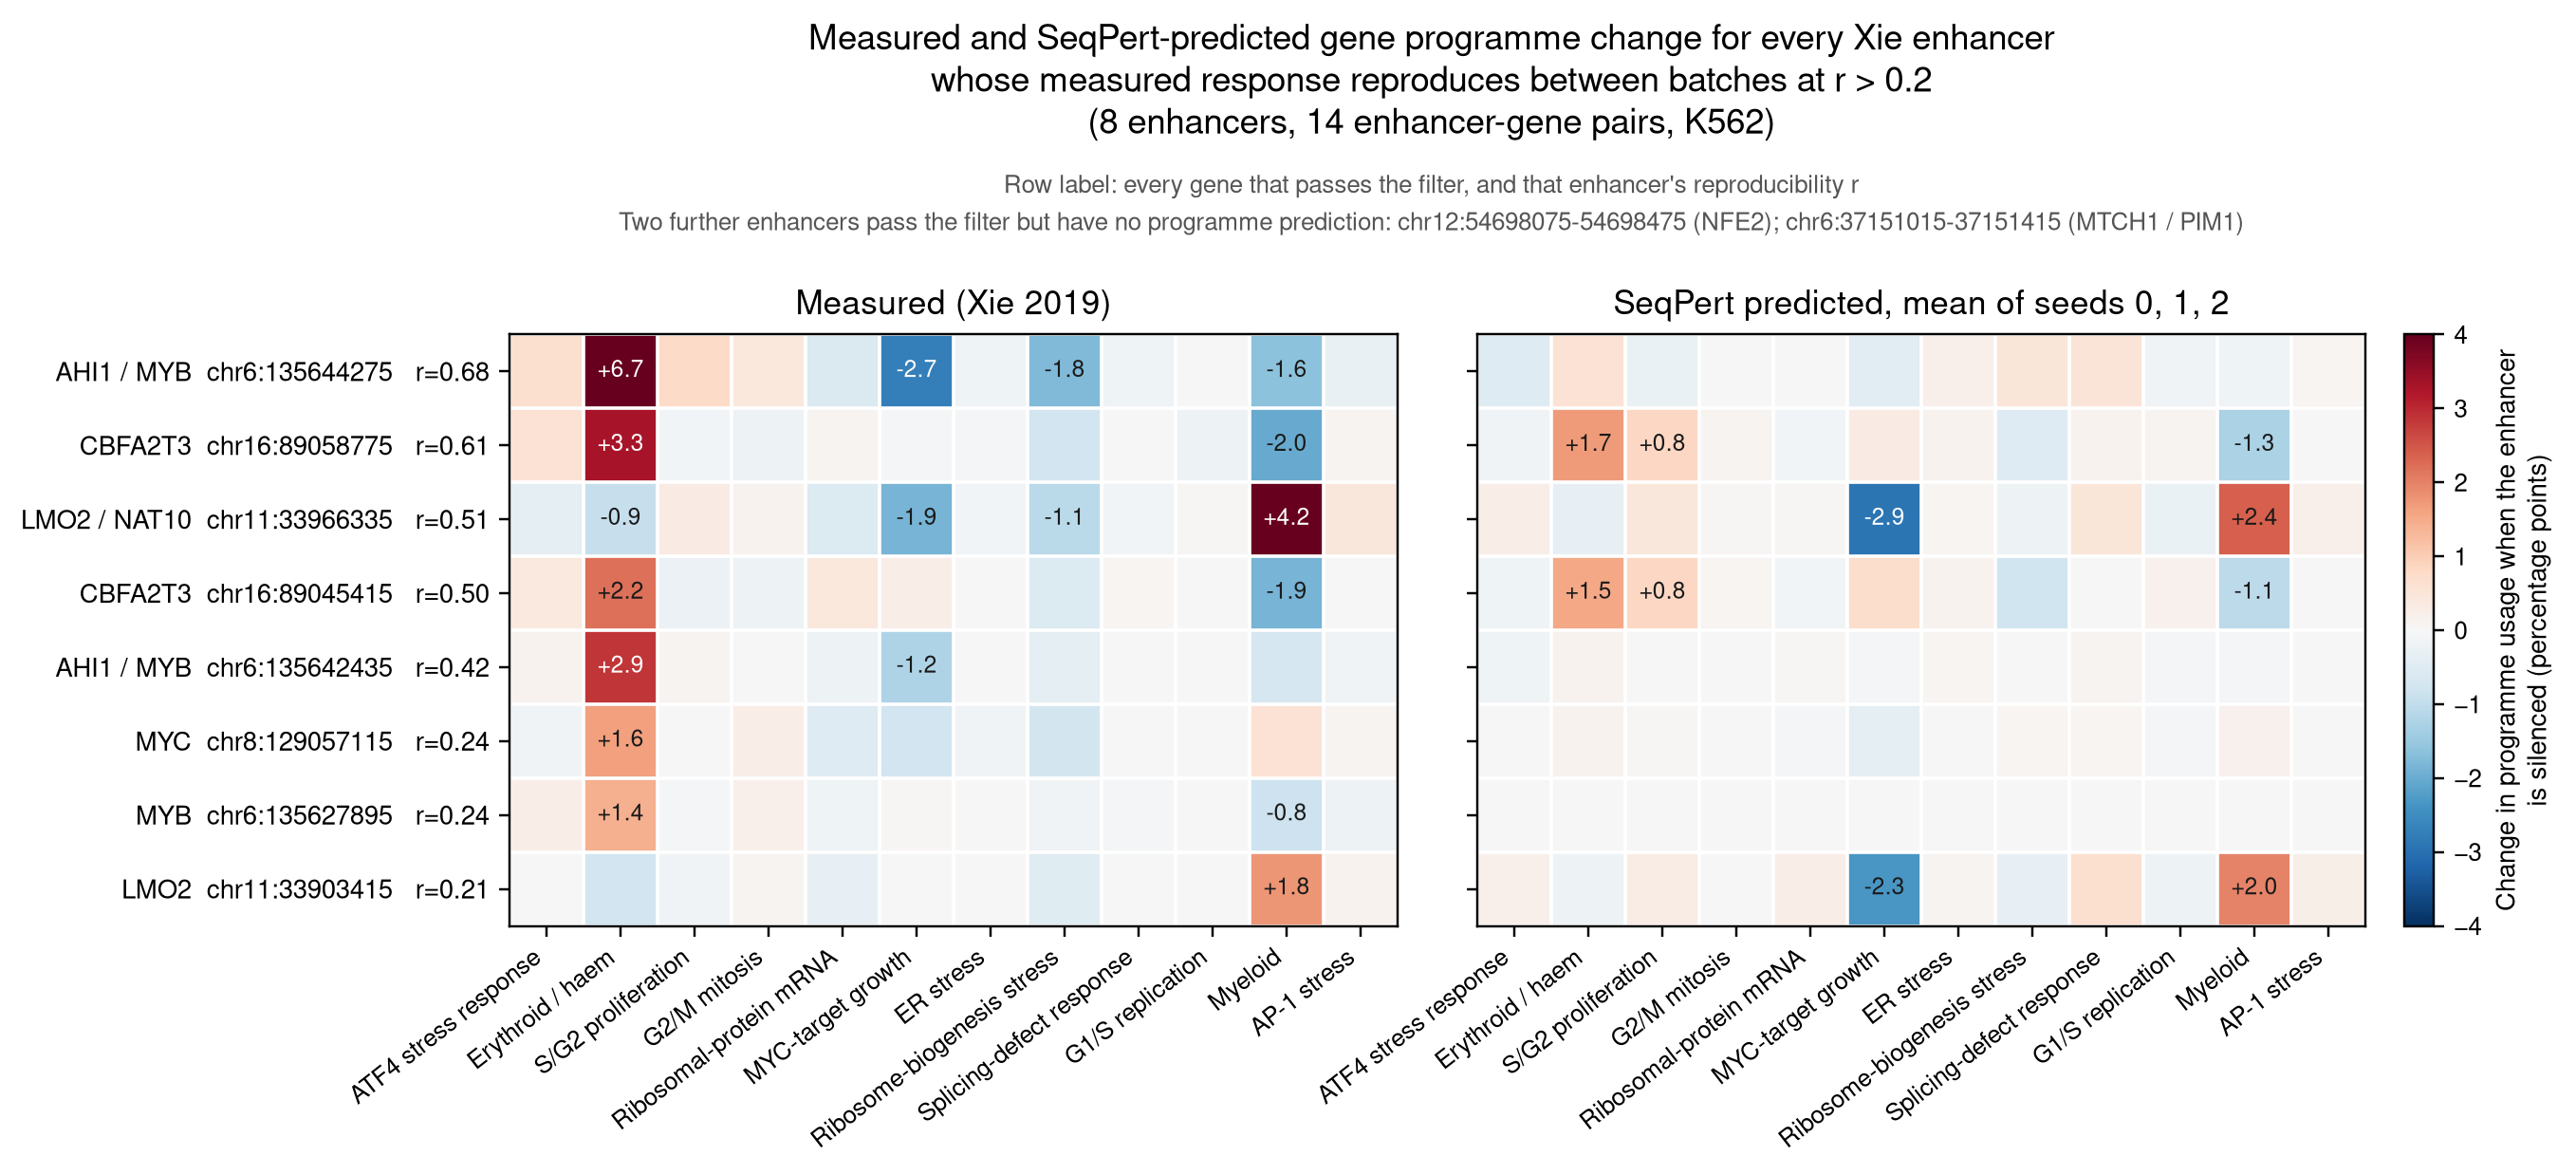 Measured and SeqPert-predicted gene programme change for every Xie enhancer
whose measured response reproduces between batches at r > 0.2
(8 enhancers, 14 enhancer-gene pairs, K562)
Row label: every gene that passes the filter, and that enhancer's reproducibility r
Two further enhancers pass the filter but have no programme prediction: chr12:54698075-54698475 (NFE2); chr6:37151015-37151415 (MTCH1 / PIM1)
Measured (Xie 2019)
AHI1 / MYB chr6:135644275 r=0.68 +6.7 -2.7 -1.8 -1.6
CBFA2T3 chr16:89058775 r=0.61 +3.3 -2.0
LMO2 / NAT10 chr11:33966335 r=0.51 -0.9 -1.9 -1.1 +4.2
CBFA2T3 chr16:89045415 r=0.50 +2.2 -1.9
AHI1 / MYB chr6:135642435 r=0.42 +2.9 -1.2
MYC chr8:129057115 r=0.24 +1.6
MYB chr6:135627895 r=0.24 +1.4 -0.8
LMO2 chr11:33903415 r=0.21 +1.8
ATF4 stress response
Erythroid / haem
S/G2 proliferation
G2/M mitosis
Ribosomal-protein mRNA
MYC-target growth
ER stress
Ribosome-biogenesis stress
Splicing-defect response
G1/S replication
Myeloid
AP-1 stress
SeqPert predicted, mean of seeds 0, 1, 2
+1.7 +0.8 -1.3
-2.9 +2.4
+1.5 +0.8 -1.1
-2.3 +2.0
ATF4 stress response
Erythroid / haem
S/G2 proliferation
G2/M mitosis
Ribosomal-protein mRNA
MYC-target growth
ER stress
Ribosome-biogenesis stress
Splicing-defect response
G1/S replication
Myeloid
AP-1 stress
4
3
2
1
0
−1
−2
−3
−4
Change in programme usage when the enhancer
is silenced (percentage points)